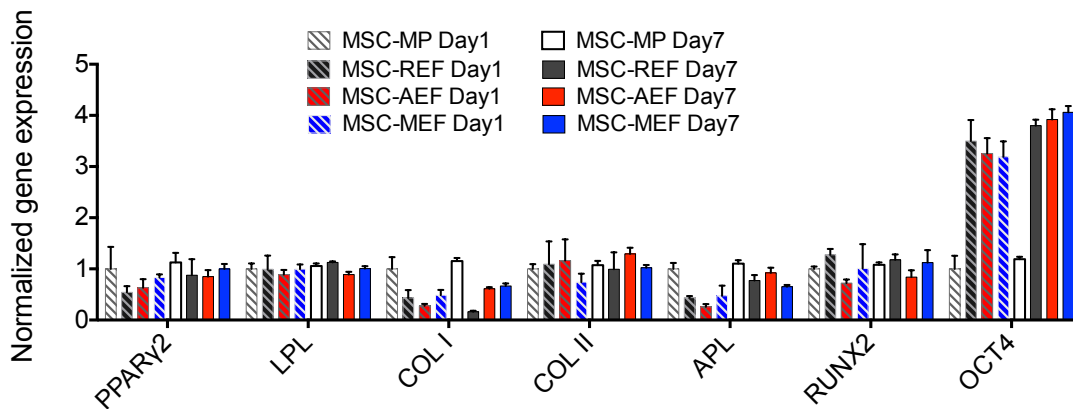 MSC-MP Day1 MSC-MP Day7
MSC-REF Day1 MSC-REF Day7
MSC-AEF Day1 MSC-AEF Day7
MSC-MEF Day1 MSC-MEF Day7
Normalized gene expression
5
4
3
2
1
0
PPARγ2 LPL COL I COL II APL RUNX2 OCT4